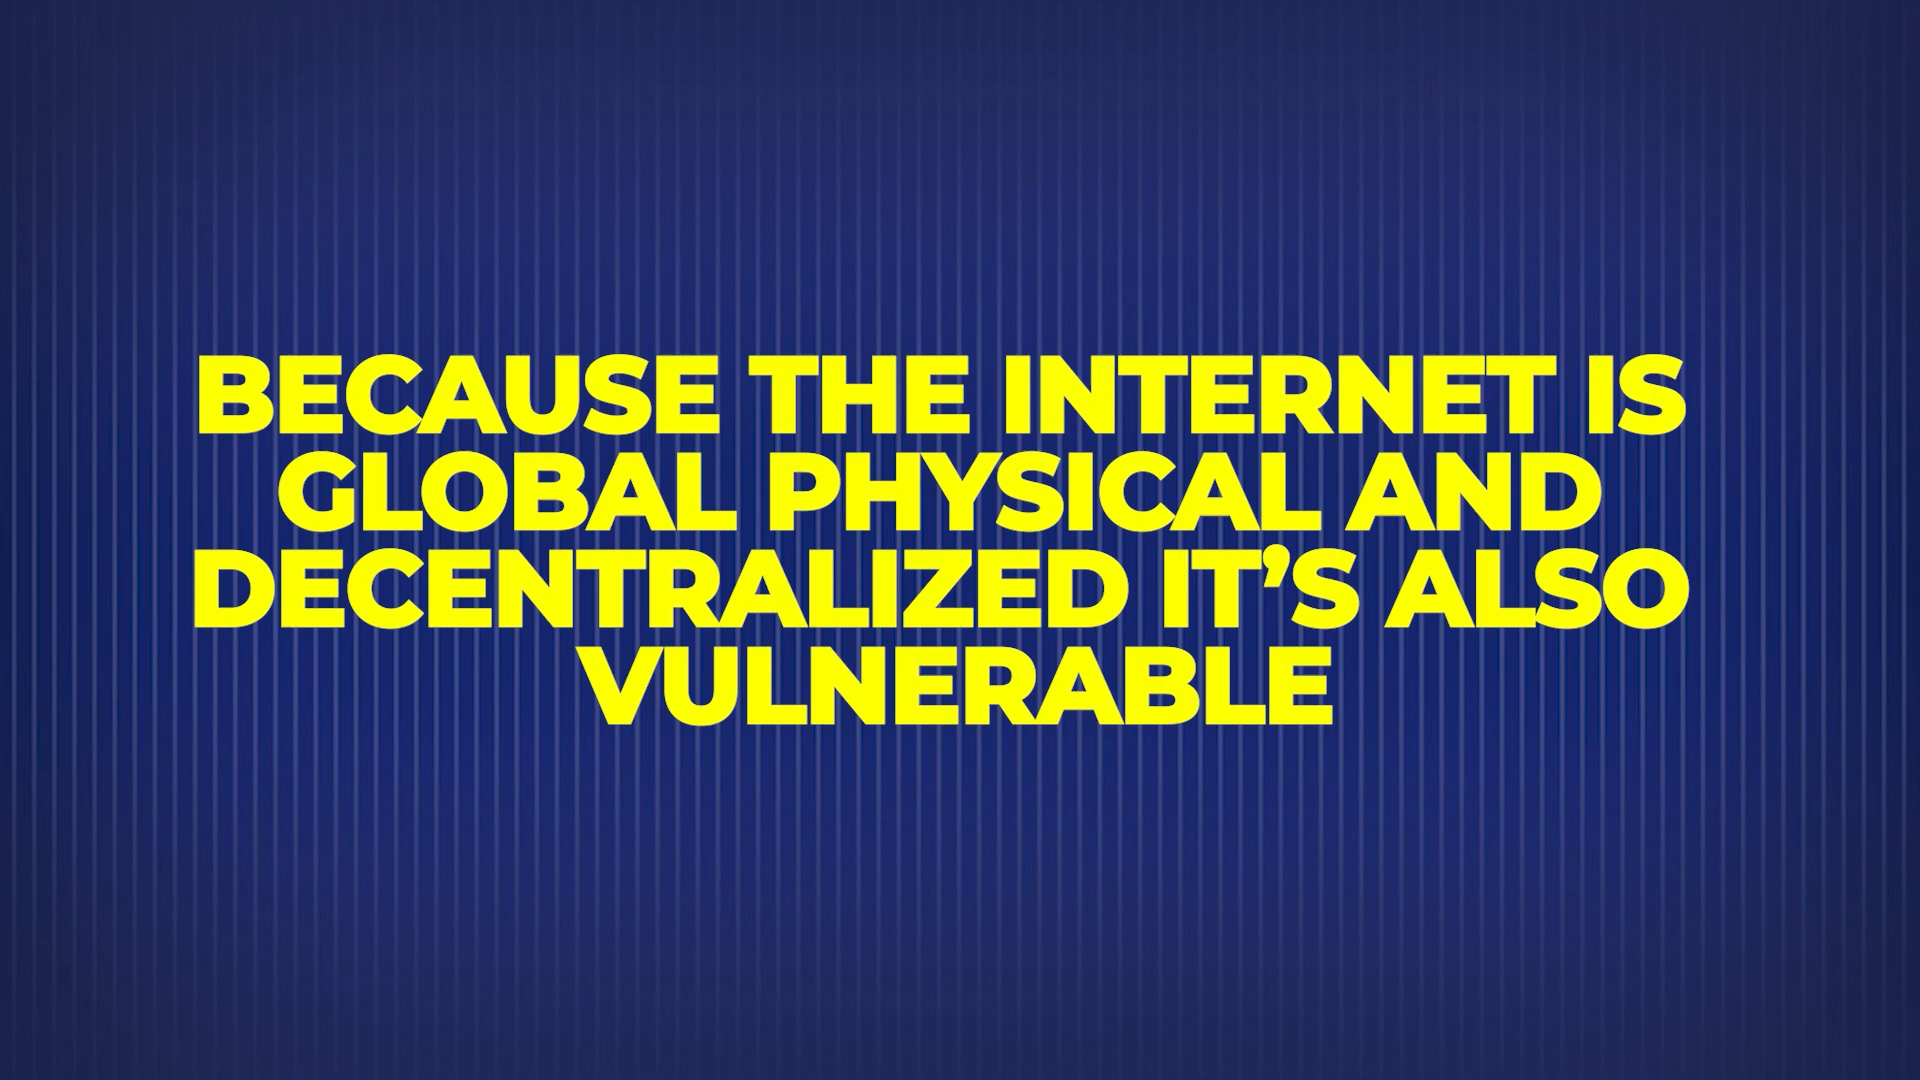 BECAUSE THE INTERNET IS
GLOBAL PHYSICAL AND
DECENTRALIZED IT’S ALSO
VULNERABLE